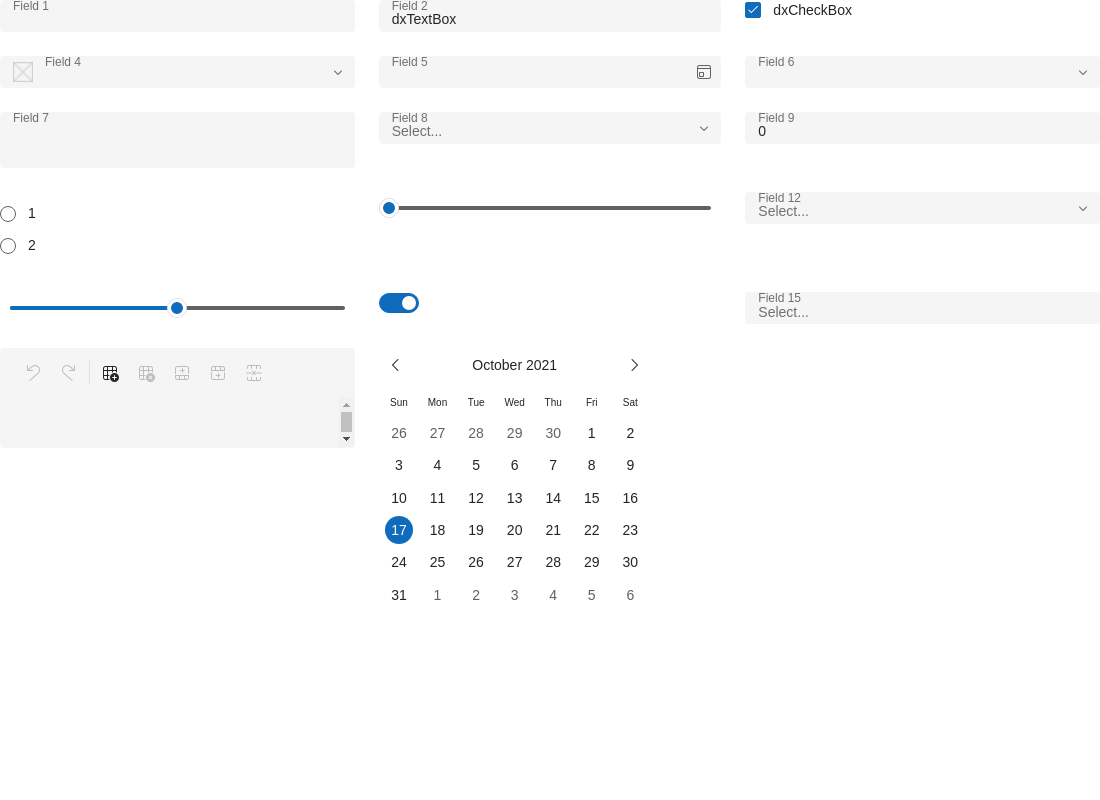 Field 1
Field 2
dxTextBox
dxCheckBox
Field 4
Field 5
Field 6
Field 7
Field 8
Select...
Field 9
0
1
2
Field 12
Select...
Field 15
Select...
October 2021
Sun Mon Tue Wed Thu Fri Sat
26 27 28 29 30 1 2
3 4 5 6 7 8 9
10 11 12 13 14 15 16
17 18 19 20 21 22 23
24 25 26 27 28 29 30
31 1 2 3 4 5 6